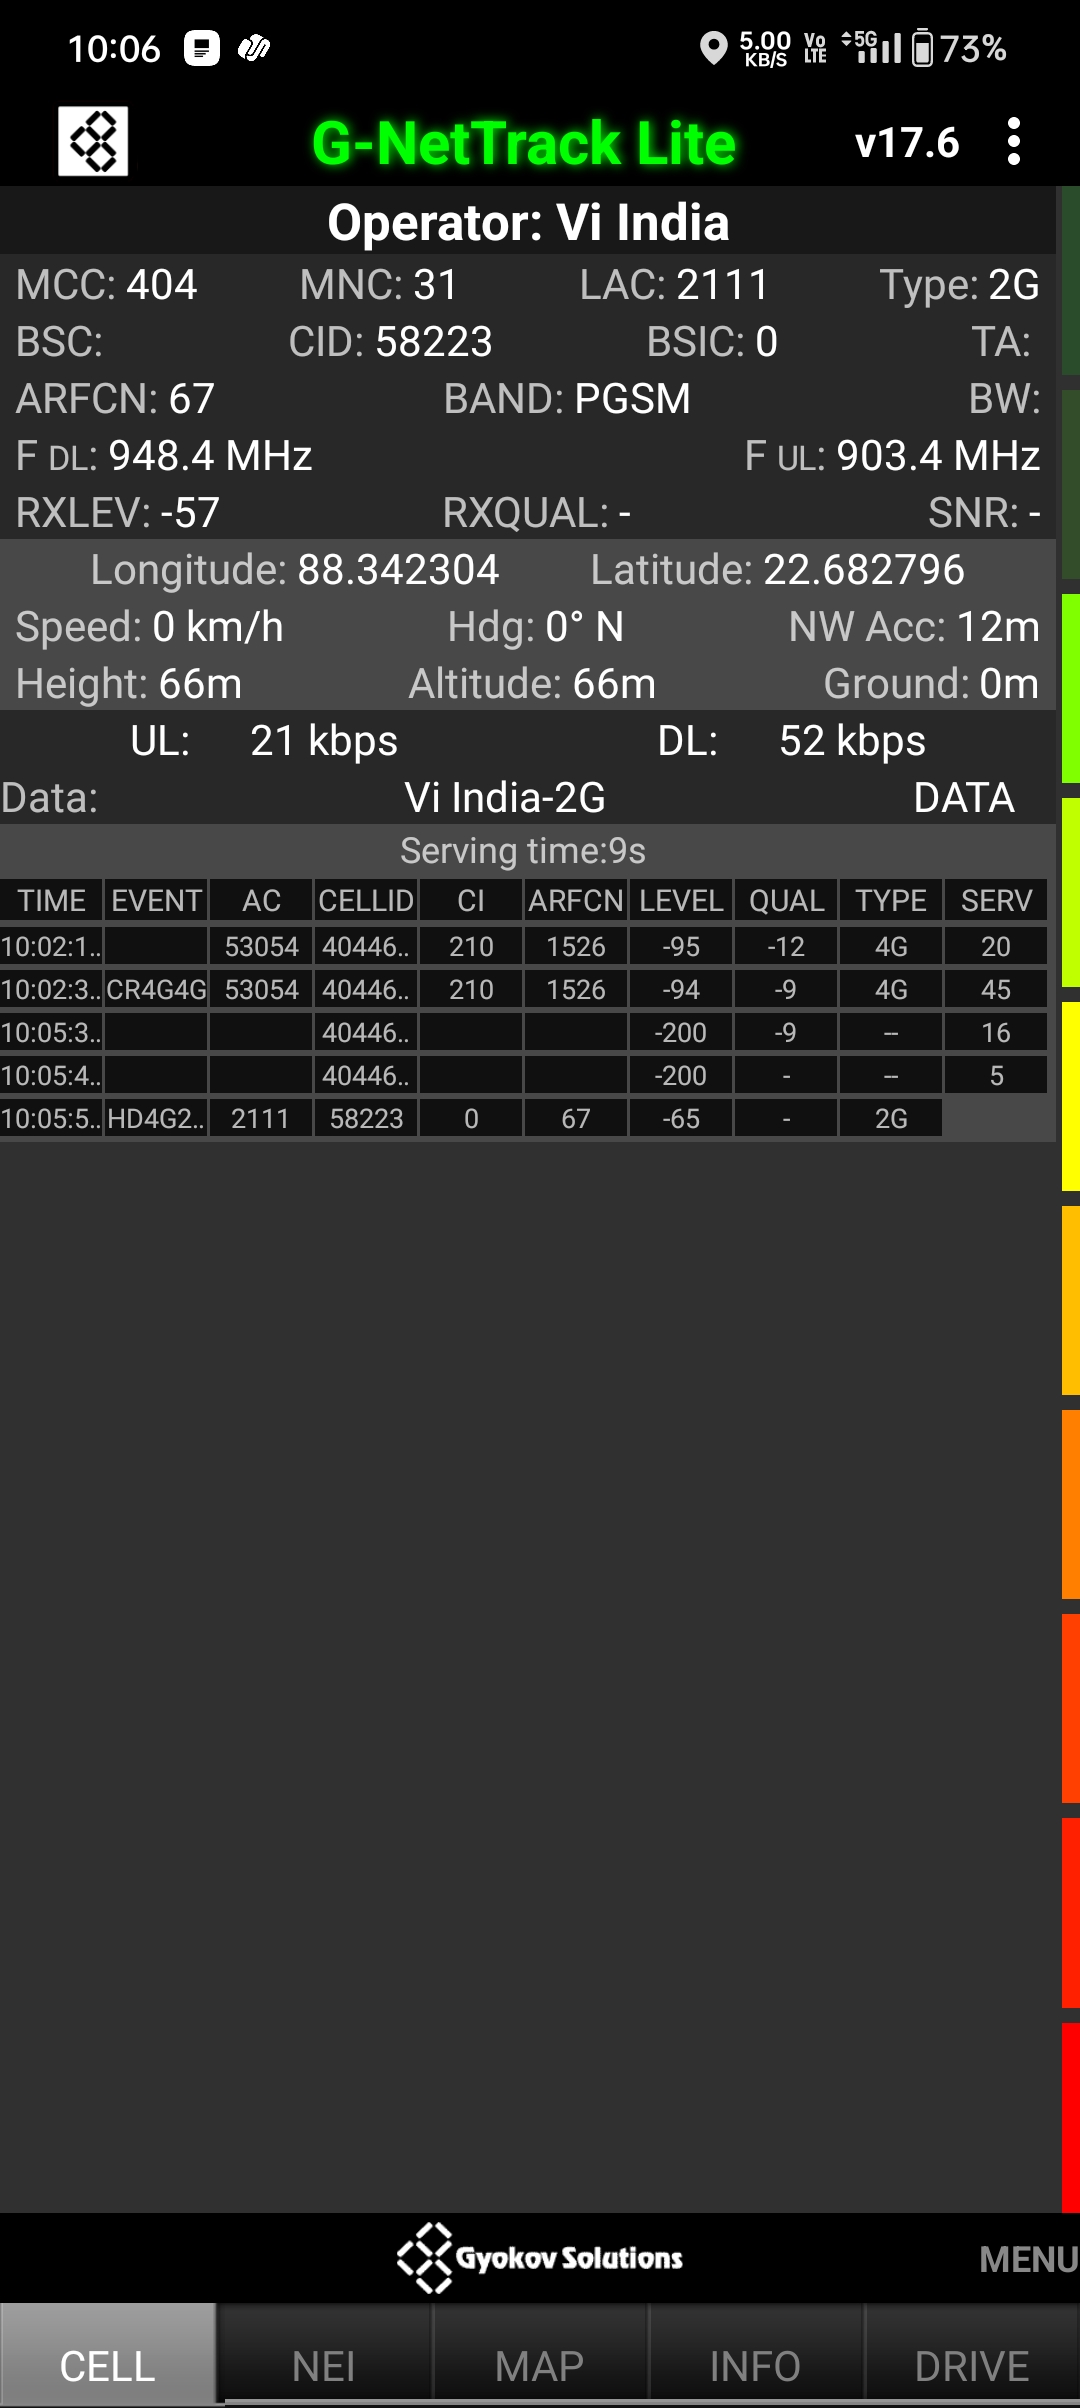 10:06 5.00 KB/S Vo LTE 5G 73%
G-NetTrack Lite v17.6
Operator: Vi India
MCC: 404 MNC: 31 LAC: 2111 Type: 2G
BSC: CID: 58223 BSIC: 0 TA:
ARFCN: 67 BAND: PGSM BW:
F DL: 948.4 MHz F UL: 903.4 MHz
RXLEV: -57 RXQUAL: - SNR: -
Longitude: 88.342304 Latitude: 22.682796
Speed: 0 km/h Hdg: 0° N NW Acc: 12m
Height: 66m Altitude: 66m Ground: 0m
UL: 21 kbps DL: 52 kbps
Data: Vi India-2G DATA
Serving time:9s
TIME EVENT AC CELLID CI ARFCN LEVEL QUAL TYPE SERV
10:02:1.. 53054 40446.. 210 1526 -95 -12 4G 20
10:02:3.. CR4G4G 53054 40446.. 210 1526 -94 -9 4G 45
10:05:3.. 40446.. -200 -9 -- 16
10:05:4.. 40446.. -200 - -- 5
10:05:5.. HD4G2.. 2111 58223 0 67 -65 - 2G
Gyokov Solutions MENU
CELL NEI MAP INFO DRIVE